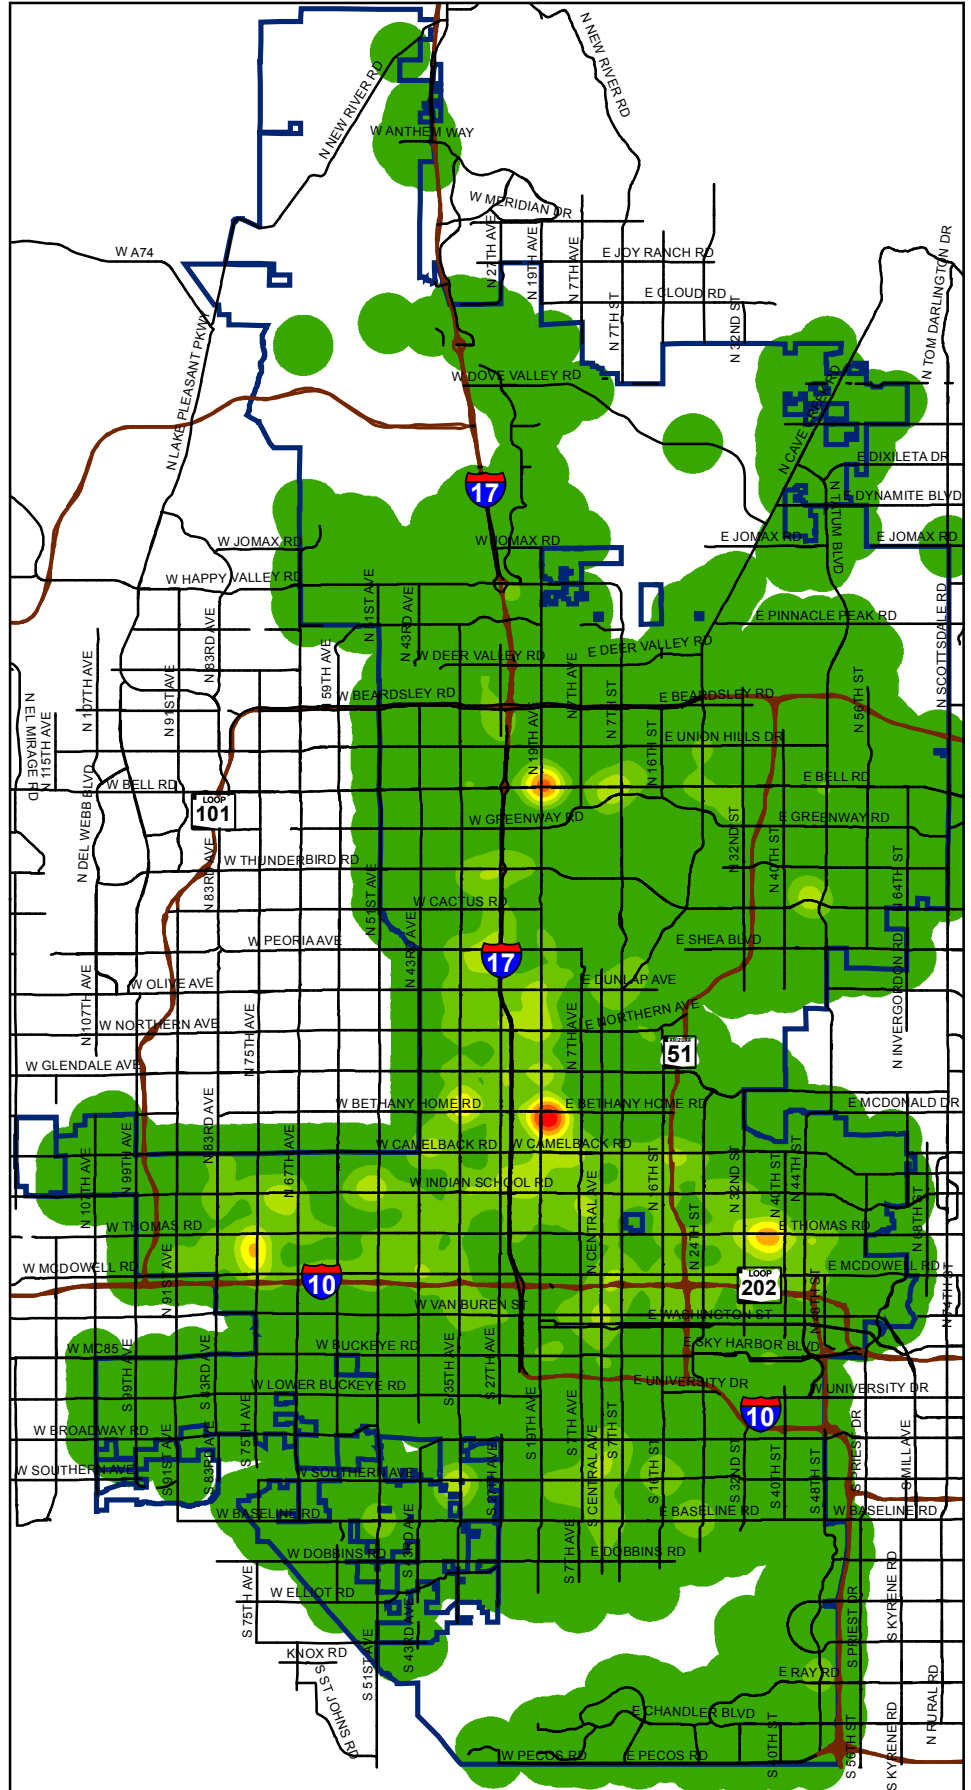 N NEW RIVER RD
N NEW RIVER RD
W ANTHEM WAY
W MERIDIAN DR
N 27TH AVE
N 19TH AVE
N 7TH AVE
E JOY RANCH RD
W A74
E CLOUD RD
N 7TH ST
N 32ND ST
N TOM DARLINGTON DR
N LAKE PLEASANT PKWY
W DOVE VALLEY RD
N CAVE CREEK RD
E DIXILETA DR
17
E DYNAMITE BLVD
N TATUM BLVD
W JOMAX RD
W JOMAX RD
E JOMAX RD
E JOMAX RD
W HAPPY VALLEY RD
N 51ST AVE
N 43RD AVE
E PINNACLE PEAK RD
N SCOTTSDALE RD
N 83RD AVE
W DEER VALLEY RD
E DEER VALLEY RD
N 59TH AVE
N 107TH AVE
N 91ST AVE
W BEARDSLEY RD
N 7TH AVE
N 7TH ST
E BEARDSLEY RD
N 56TH ST
N EL MIRAGE RD
N 115TH AVE
N 19TH AVE
N 16TH ST
E UNION HILLS DR
W BELL RD
E BELL RD
N DEL WEBB BLVD
LOOP
101
W GREENWAY RD
E GREENWAY RD
W THUNDERBIRD RD
N 32ND ST
N 40TH ST
N 83RD AVE
N 51ST AVE
N 64TH ST
W CACTUS RD
W PEORIA AVE
N 43RD AVE
E SHEA BLVD
17
N INVERGORDON RD
W OLIVE AVE
E DUNLAP AVE
N 107TH AVE
W NORTHERN AVE
N 75TH AVE
N 7TH AVE
E NORTHERN AVE
ARIZONA
51
W GLENDALE AVE
N 83RD AVE
W BETHANY HOME RD
E BETHANY HOME RD
E MCDONALD DR
W CAMELBACK RD
W CAMELBACK RD
N 99TH AVE
N 107TH AVE
N 67TH AVE
W INDIAN SCHOOL RD
N 16TH ST
N 32ND ST
N 40TH ST
N 44TH ST
N 68TH ST
W THOMAS RD
N CENTRAL AVE
N 24TH ST
E THOMAS RD
W MCDOWELL RD
N 91ST AVE
10
LOOP
202
E MCDOWELL RD
N 74TH ST
W VAN BUREN ST
E WASHINGTON ST
N 48TH ST
W MC85
W BUCKEYE RD
E SKY HARBOR BLVD
S 99TH AVE
S 83RD AVE
W LOWER BUCKEYE RD
S 35TH AVE
S 27TH AVE
E UNIVERSITY DR
W UNIVERSITY DR
10
W BROADWAY RD
S 75TH AVE
S 19TH AVE
S 7TH AVE
S CENTRAL AVE
S 7TH ST
S PRIEST DR
S MILL AVE
W SOUTHERN AVE
S 91ST AVE
S 83RD AVE
W SOUTHERN AVE
S 27TH AVE
S 16TH ST
S 32ND ST
S 40TH ST
S 48TH ST
W BASELINE RD
E BASELINE RD
W BASELINE RD
W DOBBINS RD
S 43RD AVE
S 7TH AVE
E DOBBINS RD
S KYRENE RD
S 75TH AVE
W ELLIOT RD
S 43RD AVE
S PRIEST DR
KNOX RD
S 51ST AVE
S ST JOHNS RD
E RAY RD
N RURAL RD
E CHANDLER BLVD
W PECOS RD
E PECOS RD
S 40TH ST
S 56TH ST
S KYRENE RD